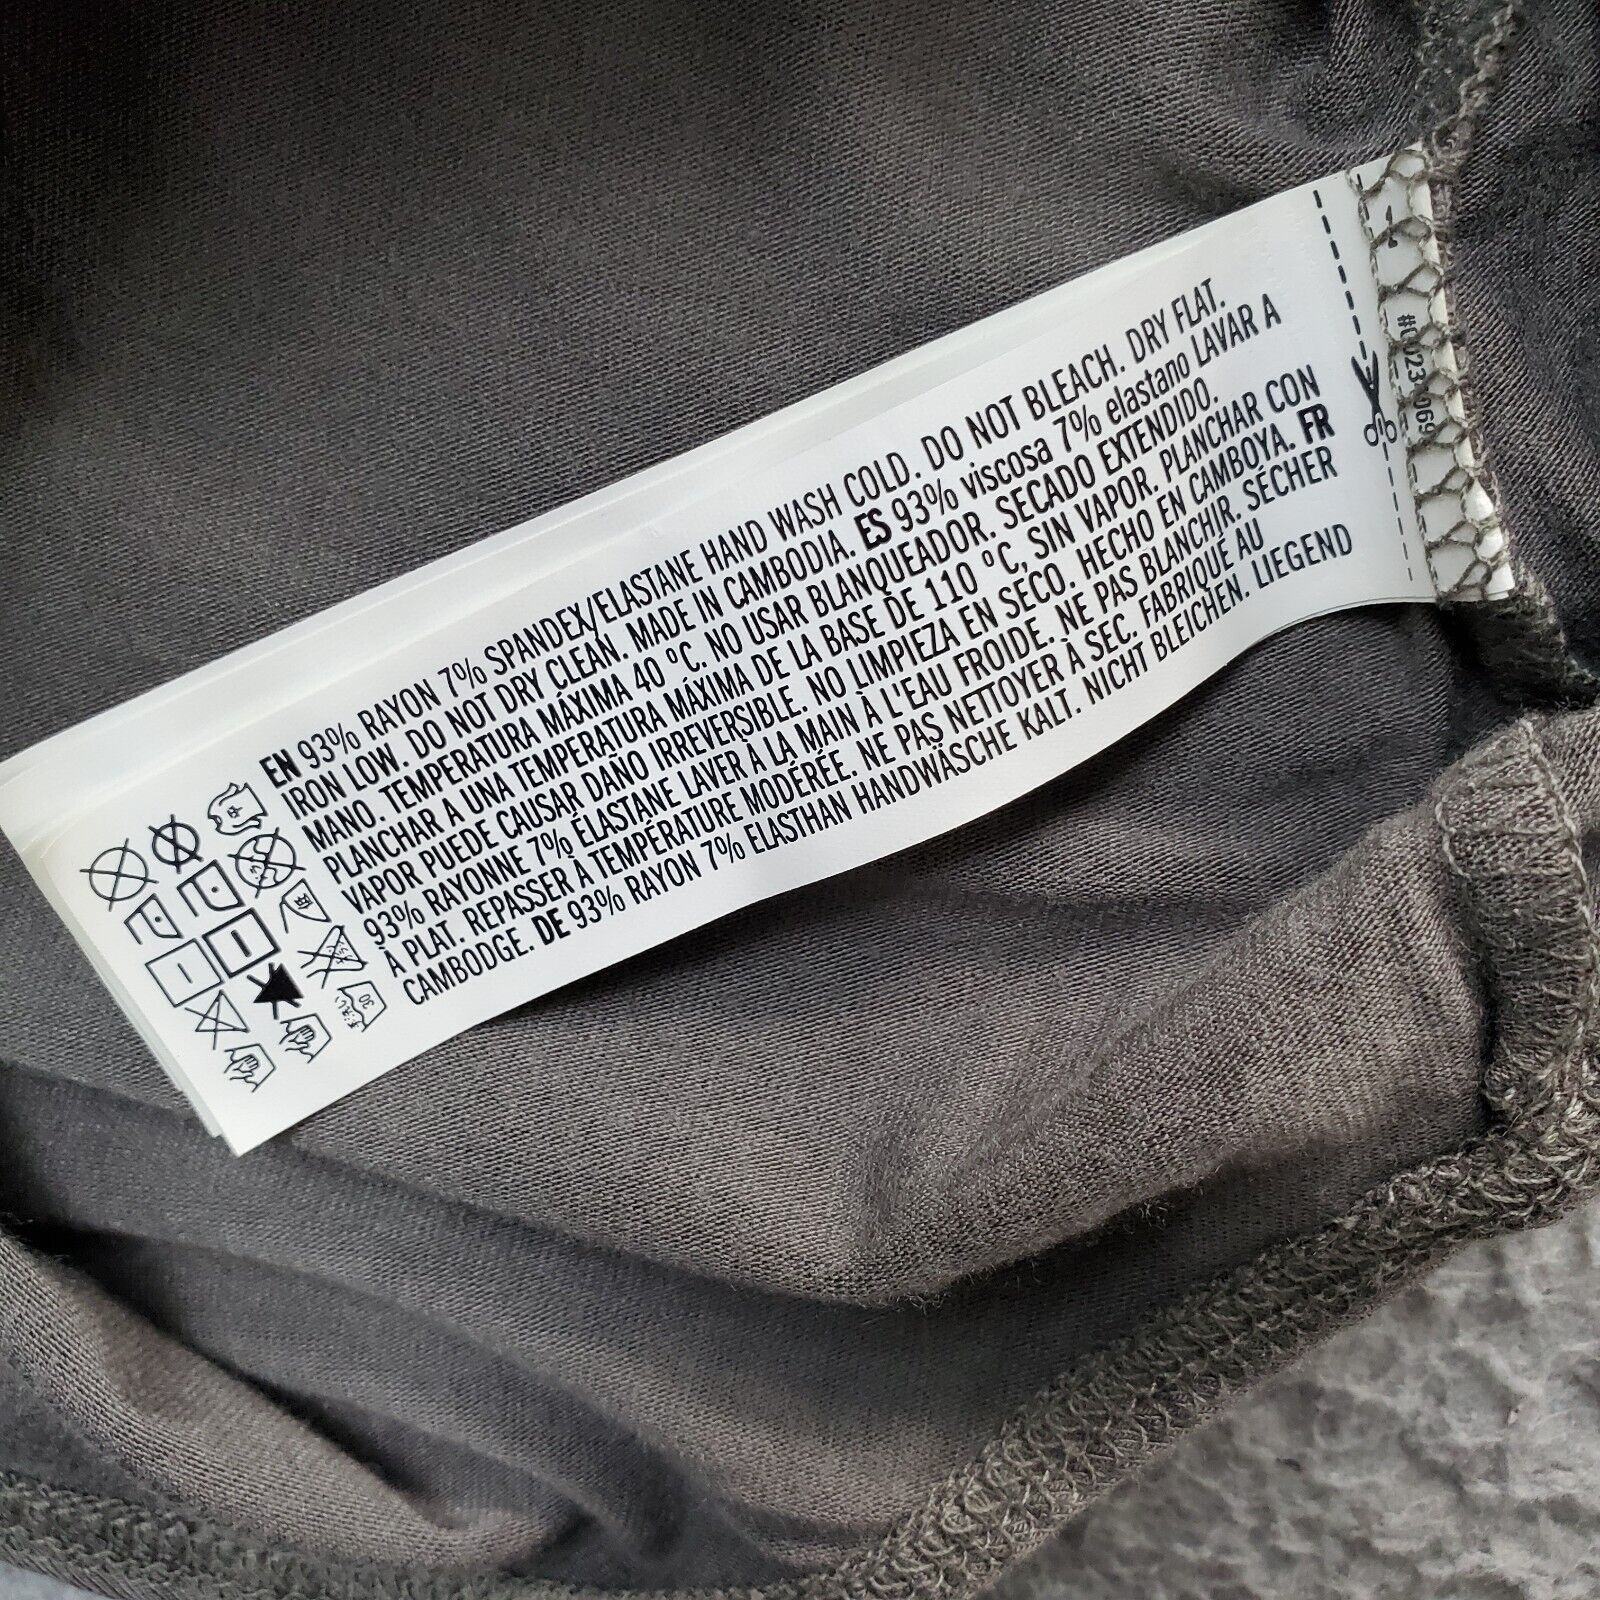 EN 93% RAYON 7% SPANDEX/ELASTANE HAND WASH COLD. DO NOT BLEACH. DRY FLAT.
IRON LOW. DO NOT DRY CLEAN. MADE IN CAMBODIA. ES 93% viscosa 7% elastano LAVAR A
MANO. TEMPERATURA MÁXIMA 40 °C. NO USAR BLANQUEADOR. SECADO EXTENDIDO.
PLANCHAR A UNA TEMPERATURA MÁXIMA DE LA BASE DE 110 °C, SIN VAPOR. PLANCHAR CON
VAPOR PUEDE CAUSAR DAÑO IRREVERSIBLE. NO LIMPIEZA EN SECO. HECHO EN CAMBOYA. FR
93% RAYONNE 7% ÉLASTANE LAVER À LA MAIN À L'EAU FROIDE. NE PAS BLANCHIR. SÉCHER
À PLAT. REPASSER À TEMPÉRATURE MODÉRÉE. NE PAS NETTOYER À SEC. FABRIQUÉ AU
CAMBODGE. DE 93% RAYON 7% ELASTHAN HANDWÄSCHE KALT. NICHT BLEICHEN. LIEGEND
30